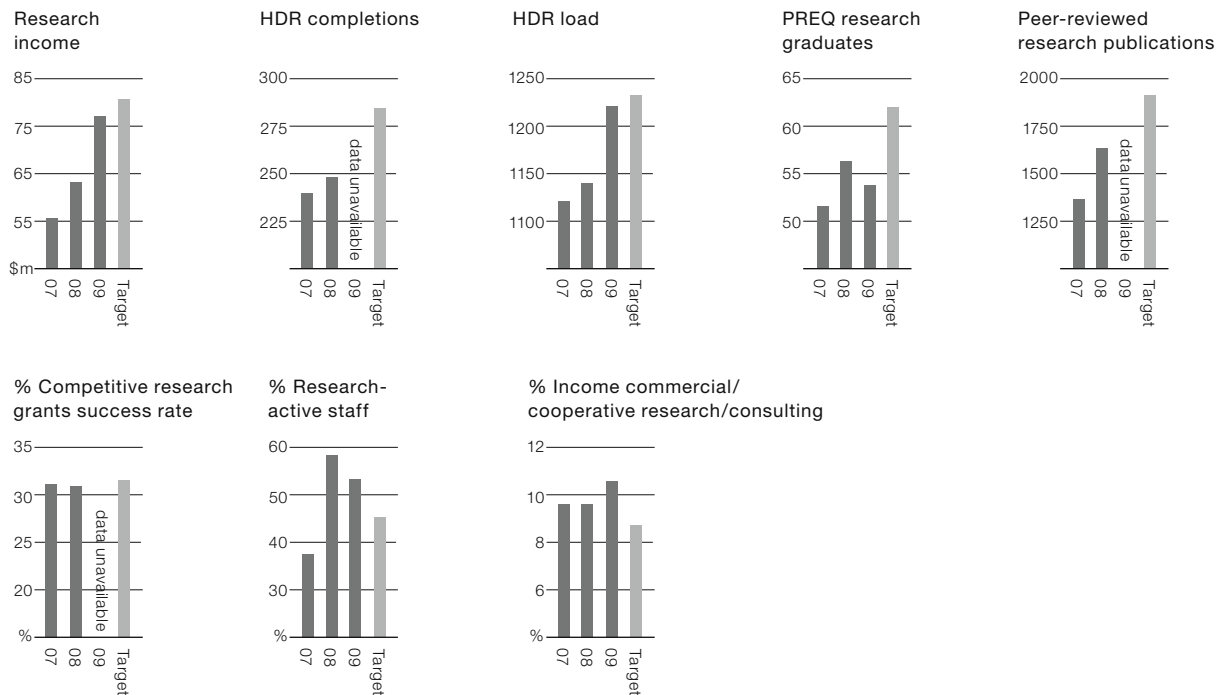 Research
income
85
75
65
55
$m
07
08
09
Target
HDR completions
300
275
250
225
data unavailable
07
08
09
Target
HDR load
1250
1200
1150
1100
07
08
09
Target
PREQ research
graduates
65
60
55
50
07
08
09
Target
Peer-reviewed
research publications
2000
1750
1500
1250
data unavailable
07
08
09
Target
% Competitive research
grants success rate
35
30
25
20
%
data unavailable
07
08
09
Target
% Research-
active staff
60
50
40
30
%
07
08
09
Target
% Income commercial/
cooperative research/consulting
12
10
8
6
%
07
08
09
Target